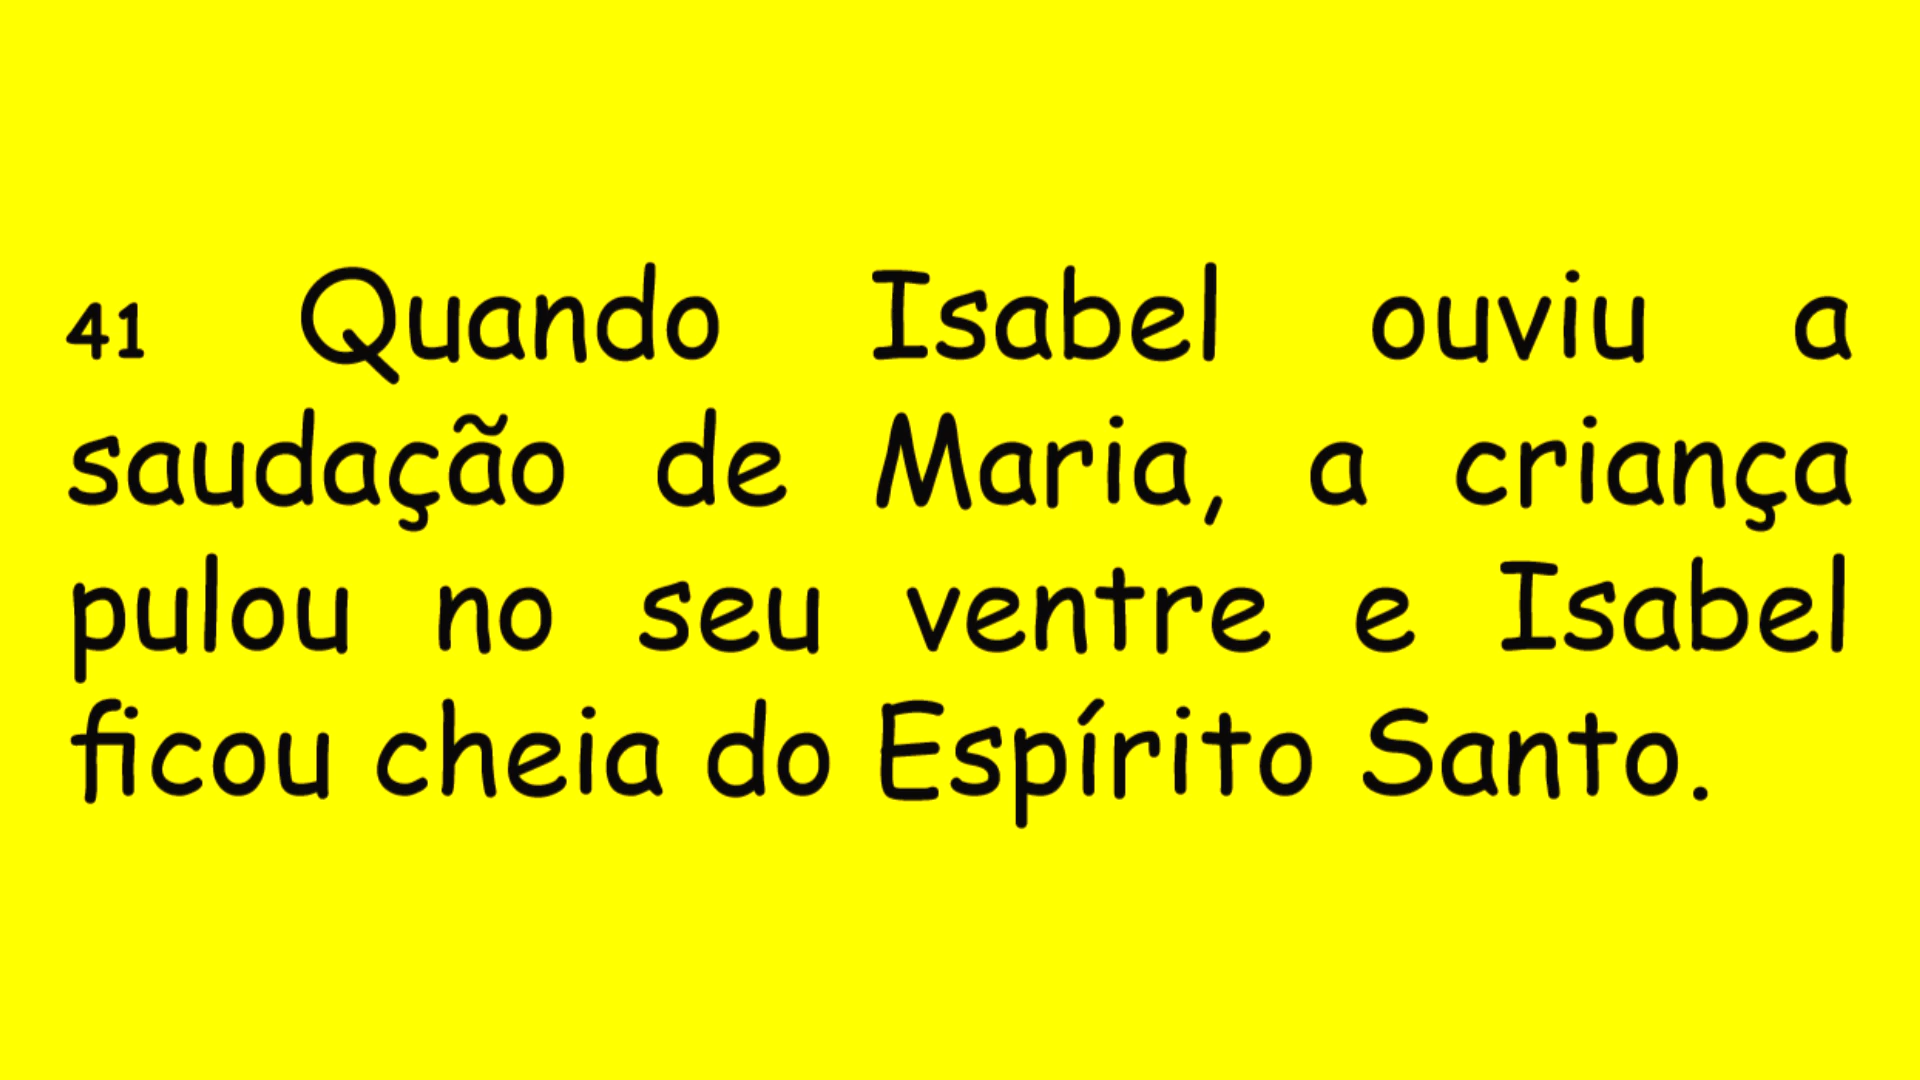 41 Quando Isabel ouviu a
saudação de Maria, a criança
pulou no seu ventre e Isabel
ficou cheia do Espírito Santo.